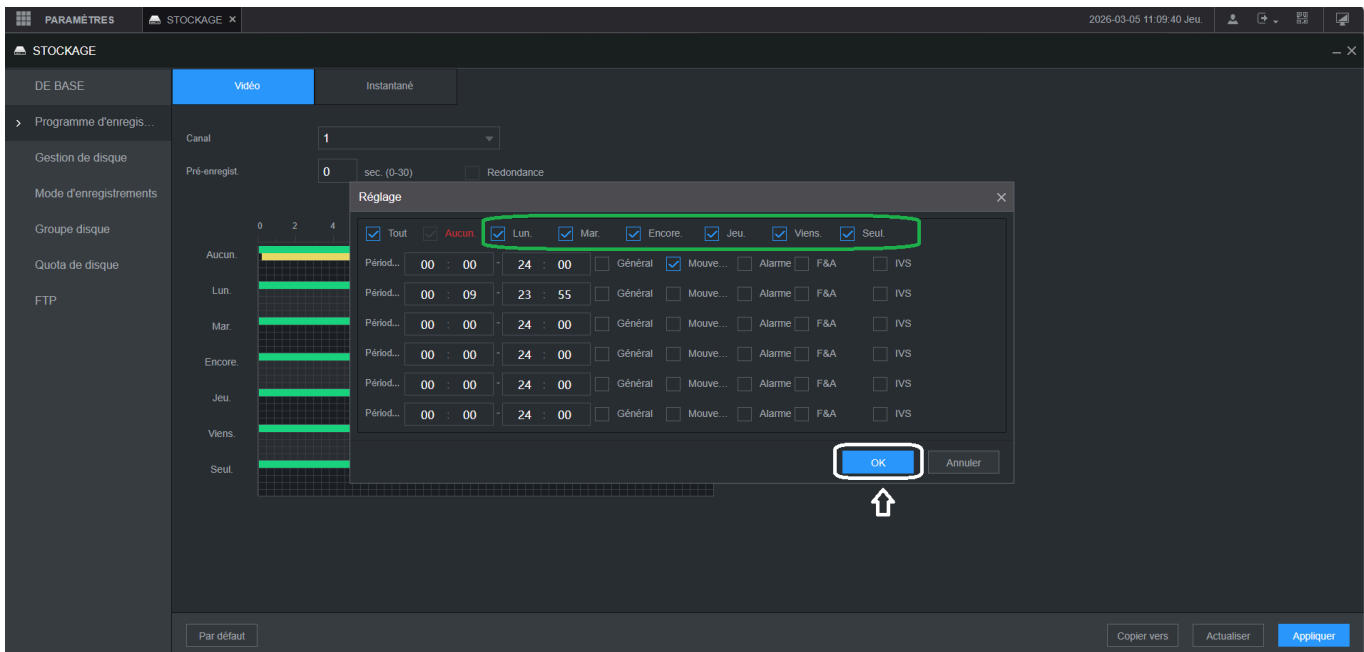 PARAMÈTRES STOCKAGE × 2026-03-05 11:09:40 Jeu.
STOCKAGE
DE BASE
Programme d'enregis...
Gestion de disque
Mode d'enregistrements
Groupe disque
Quota de disque
FTP
Vidéo Instantané
Canal 1
Pré-enregist. 0 sec. (0-30) Redondance
0 2 4
Aucun.
Lun.
Mar.
Encore.
Jeu.
Viens.
Seul.
Réglage
Tout Aucun. Lun. Mar. Encore. Jeu. Viens. Seul.
Périod... 00 : 00 - 24 : 00 Général Mouve... Alarme F&A IVS
Périod... 00 : 09 - 23 : 55 Général Mouve... Alarme F&A IVS
Périod... 00 : 00 - 24 : 00 Général Mouve... Alarme F&A IVS
Périod... 00 : 00 - 24 : 00 Général Mouve... Alarme F&A IVS
Périod... 00 : 00 - 24 : 00 Général Mouve... Alarme F&A IVS
Périod... 00 : 00 - 24 : 00 Général Mouve... Alarme F&A IVS
OK Annuler
Par défaut Copier vers Actualiser Appliquer